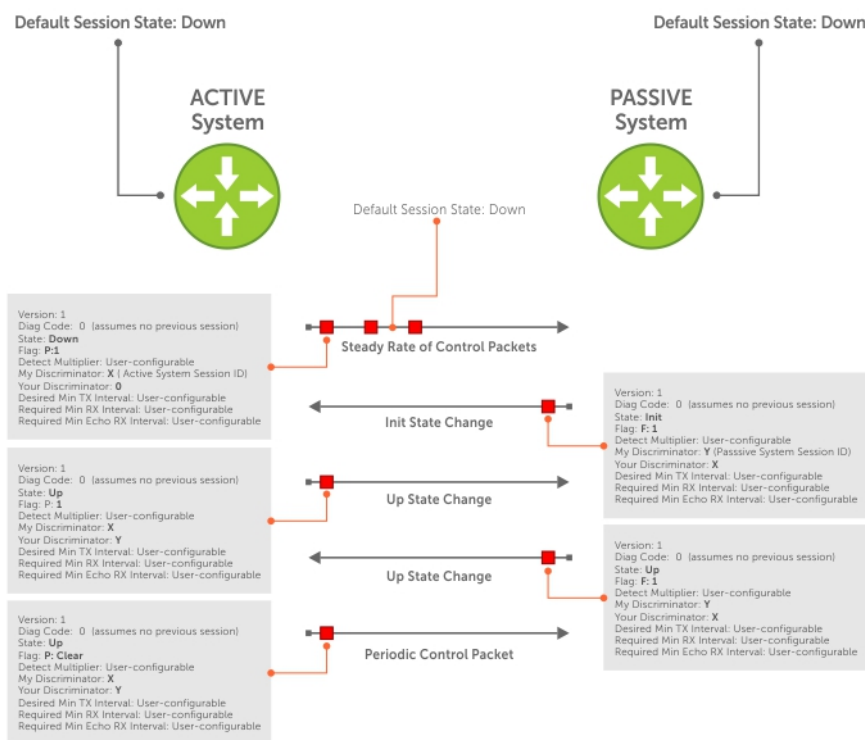 Default Session State: Down
Default Session State: Down
ACTIVE
System
PASSIVE
System
Default Session State: Down
Version: 1
Diag Code: 0 (assumes no previous session)
State: Down
Flag: P:1
Detect Multiplier: User-configurable
My Discriminator: X ( Active System Session ID)
Your Discriminator: 0
Desired Min TX Interval: User-configurable
Required Min RX Interval: User-configurable
Required Min Echo RX Interval: User-configurable
Steady Rate of Control Packets
Init State Change
Version: 1
Diag Code: 0 (assumes no previous session)
State: Init
Flag: F: 1
Detect Multiplier: User-configurable
My Discriminator: Y (Passsive System Session ID)
Your Discriminator: X
Desired Min TX Interval: User-configurable
Required Min RX Interval: User-configurable
Required Min Echo RX Interval: User-configurable
Version: 1
Diag Code: 0 (assumes no previous session)
State: Up
Flag: P: 1
Detect Multiplier: User-configurable
My Discriminator: X
Your Discriminator: Y
Desired Min TX Interval: User-configurable
Required Min RX Interval: User-configurable
Required Min Echo RX Interval: User-configurable
Up State Change
Up State Change
Version: 1
Diag Code: 0 (assumes no previous session)
State: Up
Flag: F: 1
Detect Multiplier: User-configurable
My Discriminator: Y
Your Discriminator: X
Desired Min TX Interval: User-configurable
Required Min RX Interval: User-configurable
Required Min Echo RX Interval: User-configurable
Version: 1
Diag Code: 0 (assumes no previous session)
State: Up
Flag: P: Clear
Detect Multiplier: User-configurable
My Discriminator: X
Your Discriminator: Y
Desired Min TX Interval: User-configurable
Required Min RX Interval: User-configurable
Required Min Echo RX Interval: User-configurable
Periodic Control Packet